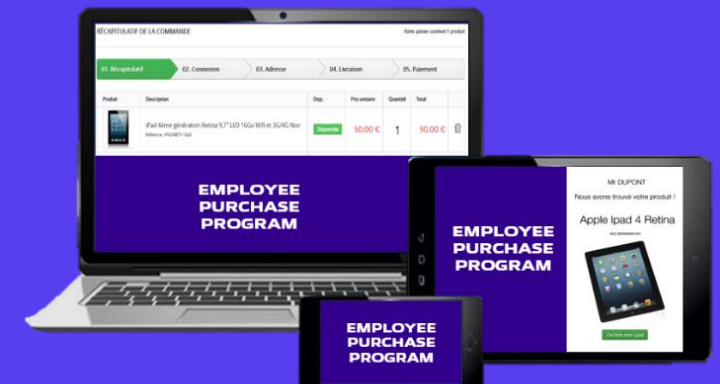 RÉCAPITULATIF DE LA COMMANDE
Votre panier contient 1 produit
01. Récapitulatif
02. Connexion
03. Adresse
04. Livraison
05. Paiement
Produit Description Disp. Prix unitaire Quantité Total
iPad 4ème génération Retina 9,7" LED 16Go Wifi et 3G/4G Noir
Disponible 50.00 € 1 50.00 €
EMPLOYEE
PURCHASE
PROGRAM
Mr DUPONT
Nous avons trouvé votre produit !
Apple Ipad 4 Retina
EMPLOYEE
PURCHASE
PROGRAM
EMPLOYEE
PURCHASE
PROGRAM